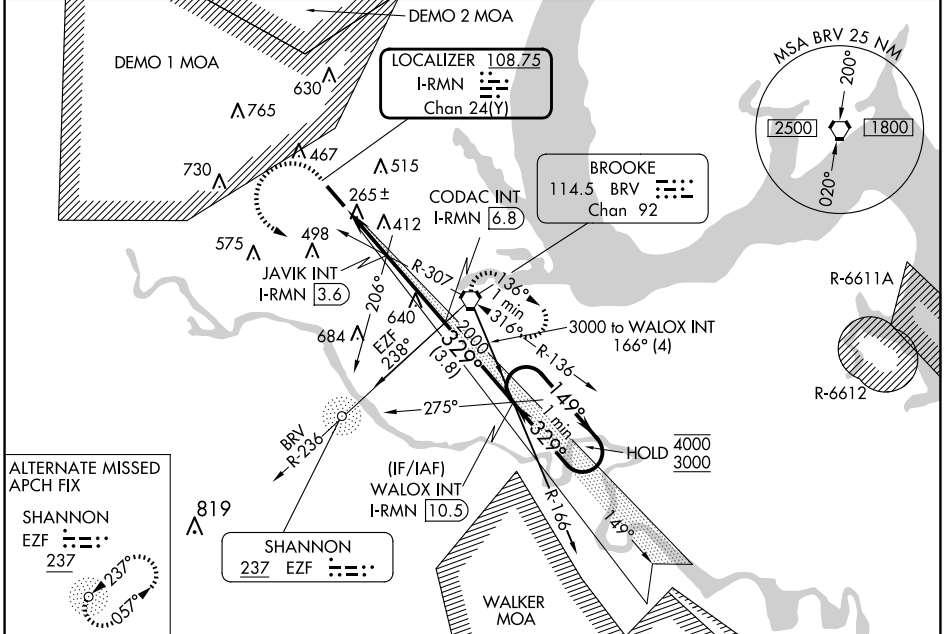 DEMO 2 MOA
DEMO 1 MOA
LOCALIZER 108.75
I-RMN
Chan 24(Y)
MSA BRV 25 NM
200°
2500
1800
020°
630
765
730
467
515
265±
412
498
575
BROOKE
114.5 BRV
Chan 92
CODAC INT
I-RMN 6.8
JAVIK INT
I-RMN 3.6
R-307
206°
136°
1 min
316°
R-136
3000 to WALOX INT
166° (4)
R-6611A
R-6612
640
684
EZF
238°
2000
329°
(3.8)
275°
149°
1 min
329°
HOLD
4000
3000
BRV
R-236
(IF/IAF)
WALOX INT
I-RMN 10.5
R-166
149°
ALTERNATE MISSED
APCH FIX
SHANNON
EZF
237
237°
057°
819
SHANNON
237 EZF
WALKER
MOA